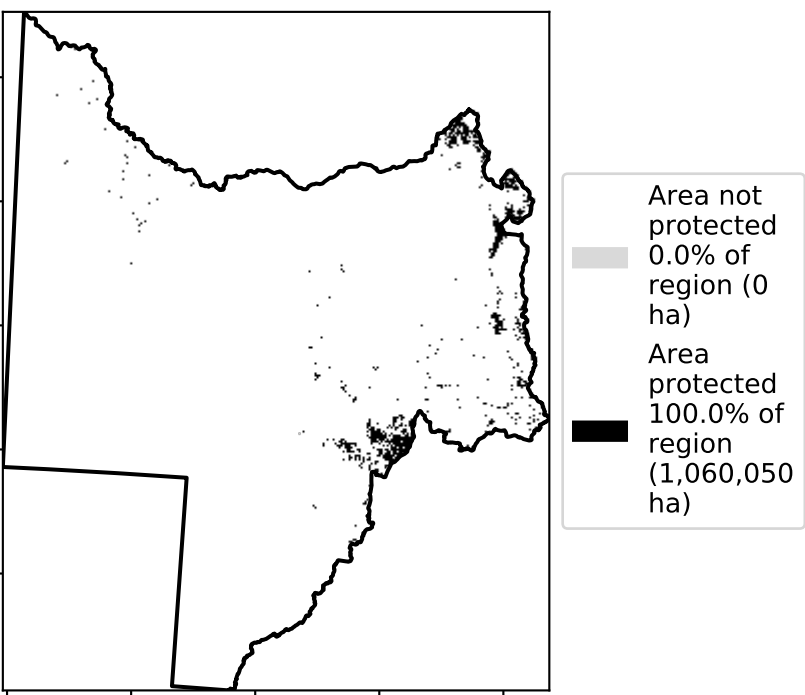 Area not
protected
0.0% of
region (0
ha)
Area
protected
100.0% of
region
(1,060,050
ha)